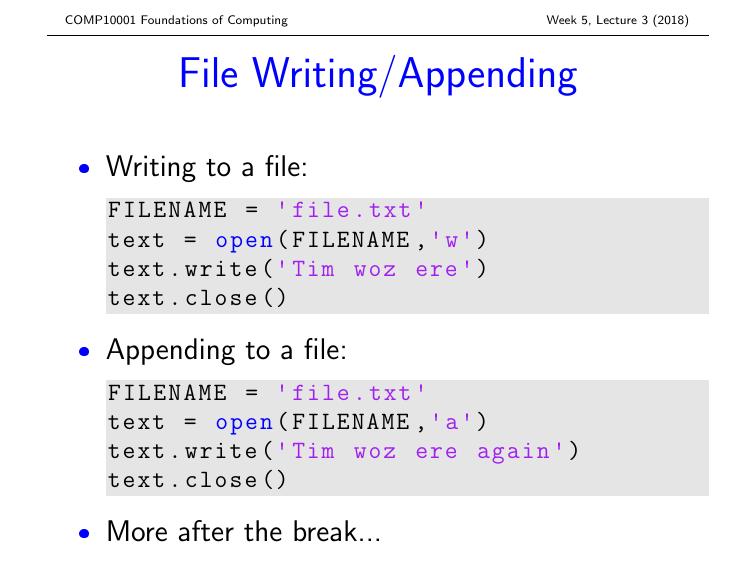 COMP10001 Foundations of Computing Week 5, Lecture 3 (2018)
File Writing/Appending
• Writing to a file:
FILENAME = 'file.txt'
text = open(FILENAME,'w')
text.write('Tim woz ere')
text.close()
• Appending to a file:
FILENAME = 'file.txt'
text = open(FILENAME,'a')
text.write('Tim woz ere again')
text.close()
• More after the break...